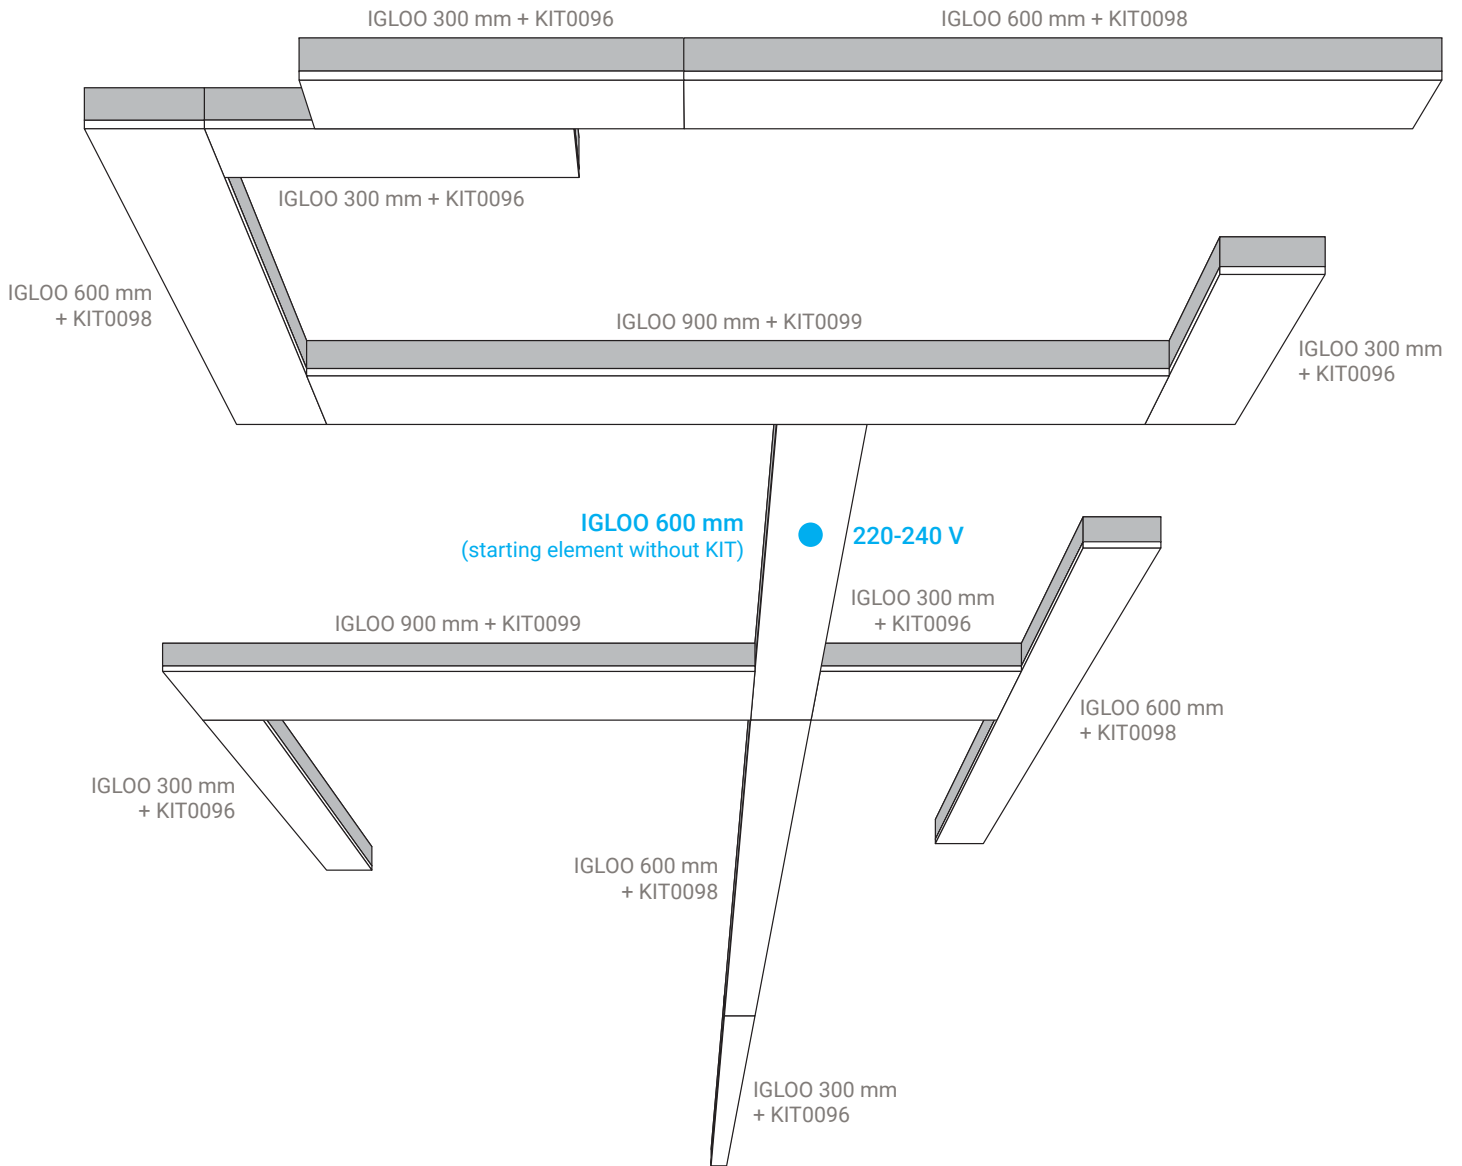 IGLOO 300 mm + KIT0096
IGLOO 600 mm + KIT0098
IGLOO 300 mm + KIT0096
IGLOO 600 mm
+ KIT0098
IGLOO 900 mm + KIT0099
IGLOO 300 mm
+ KIT0096
IGLOO 600 mm
(starting element without KIT)
220-240 V
IGLOO 300 mm
+ KIT0096
IGLOO 900 mm + KIT0099
IGLOO 600 mm
+ KIT0098
IGLOO 300 mm
+ KIT0096
IGLOO 600 mm
+ KIT0098
IGLOO 300 mm
+ KIT0096